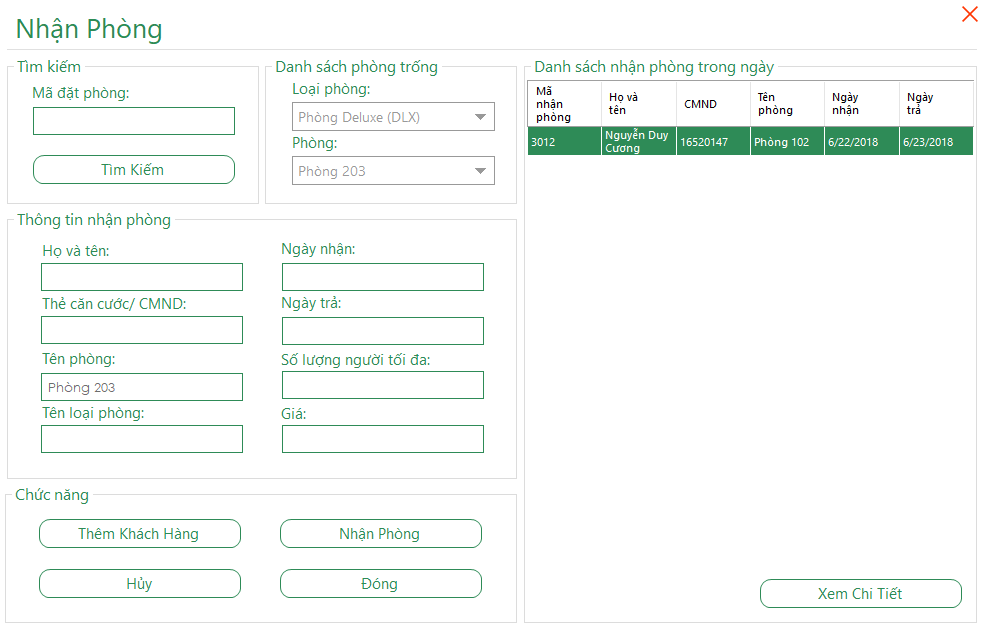 Nhận Phòng
Tìm kiếm
Mã đặt phòng:
Tìm Kiếm
Danh sách phòng trống
Loại phòng:
Phòng Deluxe (DLX)
Phòng:
Phòng 203
Thông tin nhận phòng
Họ và tên:
Ngày nhận:
Thẻ căn cước/ CMND:
Ngày trả:
Tên phòng:
Số lượng người tối đa:
Phòng 203
Tên loại phòng:
Giá:
Chức năng
Thêm Khách Hàng
Nhận Phòng
Hủy
Đóng
Danh sách nhận phòng trong ngày
Mã nhận phòng
Họ và tên
CMND
Tên phòng
Ngày nhận
Ngày trả
3012
Nguyễn Duy Cương
16520147
Phòng 102
6/22/2018
6/23/2018
Xem Chi Tiết